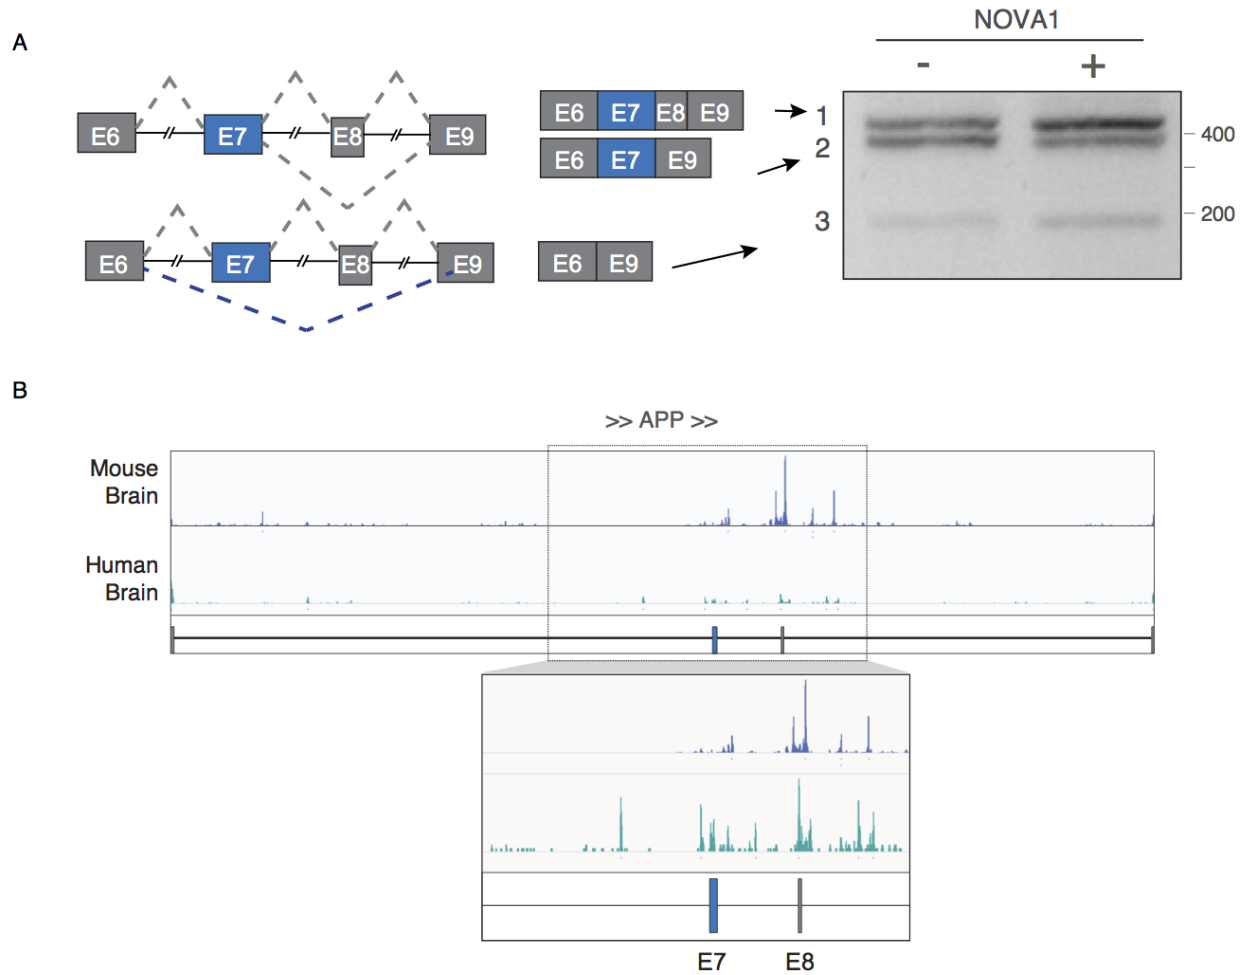 A
NOVA1
- +
E6 E7 E8 E9
E6 E7 E8 E9
E6 E7 E9
E6 E7 E8 E9
E6 E9
1
2
3
400
200
B
>> APP >>
Mouse
Brain
Human
Brain
E7 E8